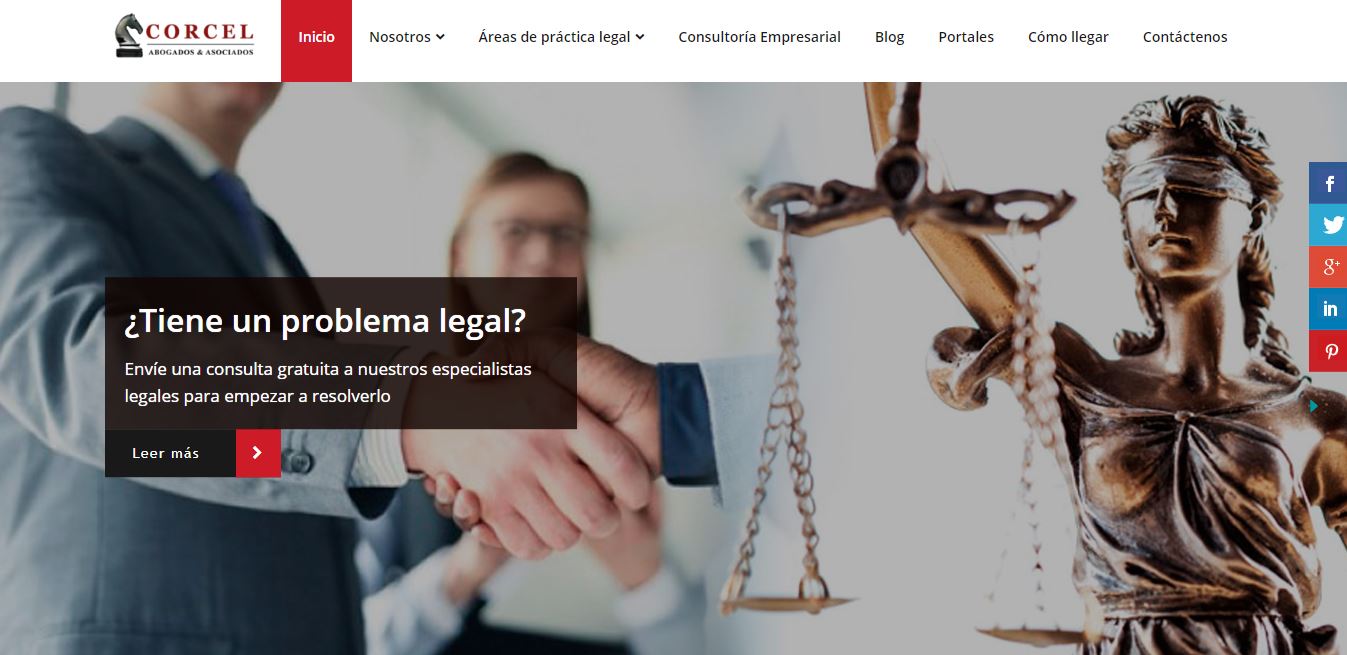 CORCEL
ABOGADOS & ASOCIADOS
Inicio
Nosotros
Áreas de práctica legal
Consultoría Empresarial
Blog
Portales
Cómo llegar
Contáctenos
¿Tiene un problema legal?
Envíe una consulta gratuita a nuestros especialistas
legales para empezar a resolverlo
Leer más